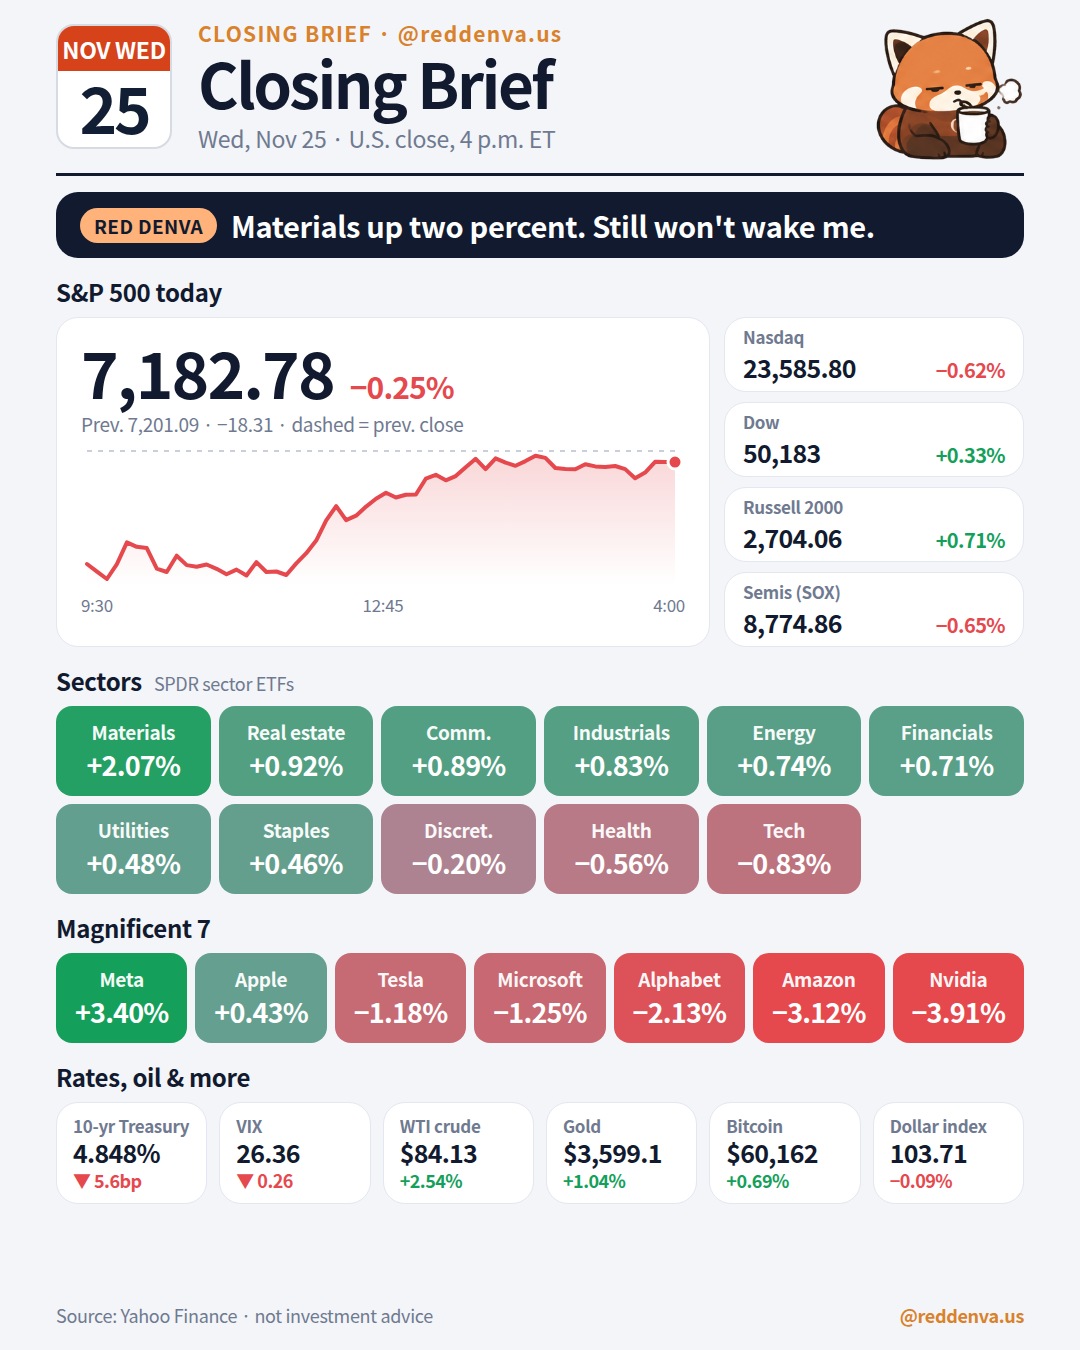 NOV WED
25
CLOSING BRIEF · @reddenva.us
Closing Brief
Wed, Nov 25 · U.S. close, 4 p.m. ET
RED DENVA Materials up two percent. Still won't wake me.
S&P 500 today
7,182.78 −0.25%
Prev. 7,201.09 · −18.31 · dashed = prev. close
9:30 12:45 4:00
Nasdaq
23,585.80 −0.62%
Dow
50,183 +0.33%
Russell 2000
2,704.06 +0.71%
Semis (SOX)
8,774.86 −0.65%
Sectors SPDR sector ETFs
Materials Real estate Comm. Industrials Energy Financials
+2.07% +0.92% +0.89% +0.83% +0.74% +0.71%
Utilities Staples Discret. Health Tech
+0.48% +0.46% −0.20% −0.56% −0.83%
Magnificent 7
Meta Apple Tesla Microsoft Alphabet Amazon Nvidia
+3.40% +0.43% −1.18% −1.25% −2.13% −3.12% −3.91%
Rates, oil & more
10-yr Treasury VIX WTI crude Gold Bitcoin Dollar index
4.848% 26.36 $84.13 $3,599.1 $60,162 103.71
▼ 5.6bp ▼ 0.26 +2.54% +1.04% +0.69% −0.09%
Source: Yahoo Finance · not investment advice
@reddenva.us